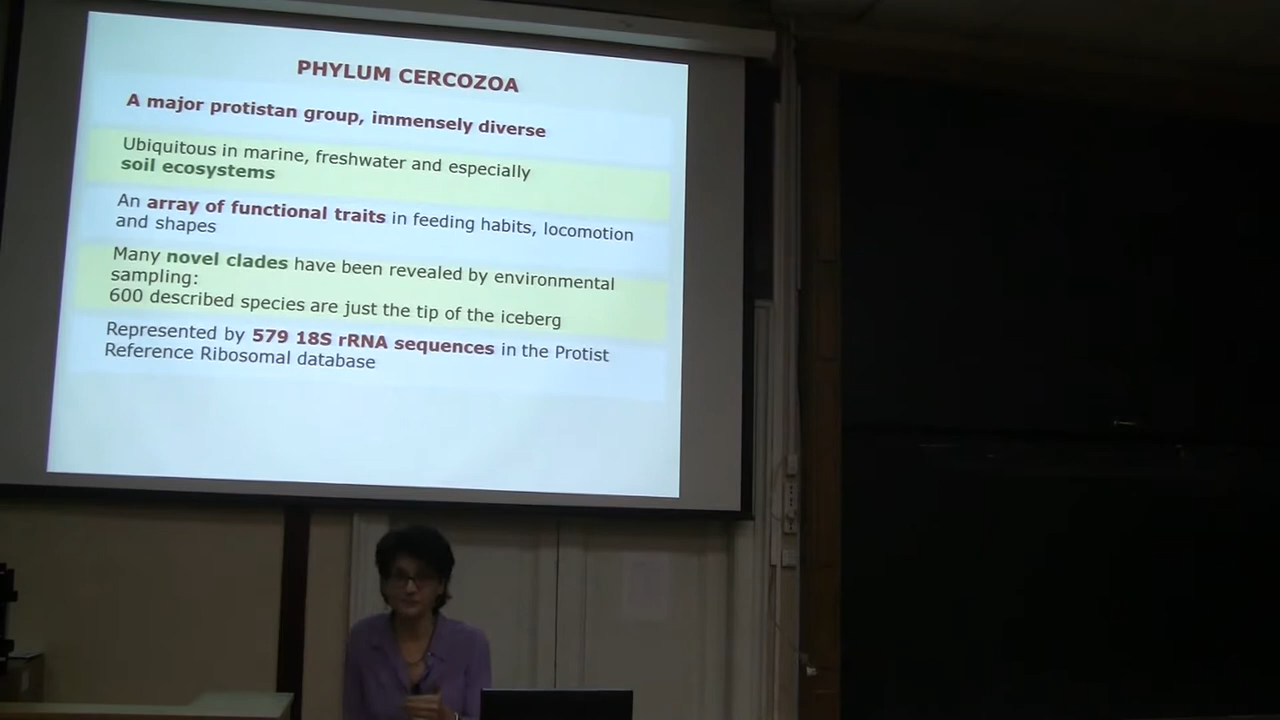 PHYLUM CERCOZOA
A major protistan group, immensely diverse
Ubiquitous in marine, freshwater and especially
soil ecosystems
An array of functional traits in feeding habits, locomotion
and shapes
Many novel clades have been revealed by environmental
sampling:
600 described species are just the tip of the iceberg
Represented by 579 18S rRNA sequences in the Protist
Reference Ribosomal database